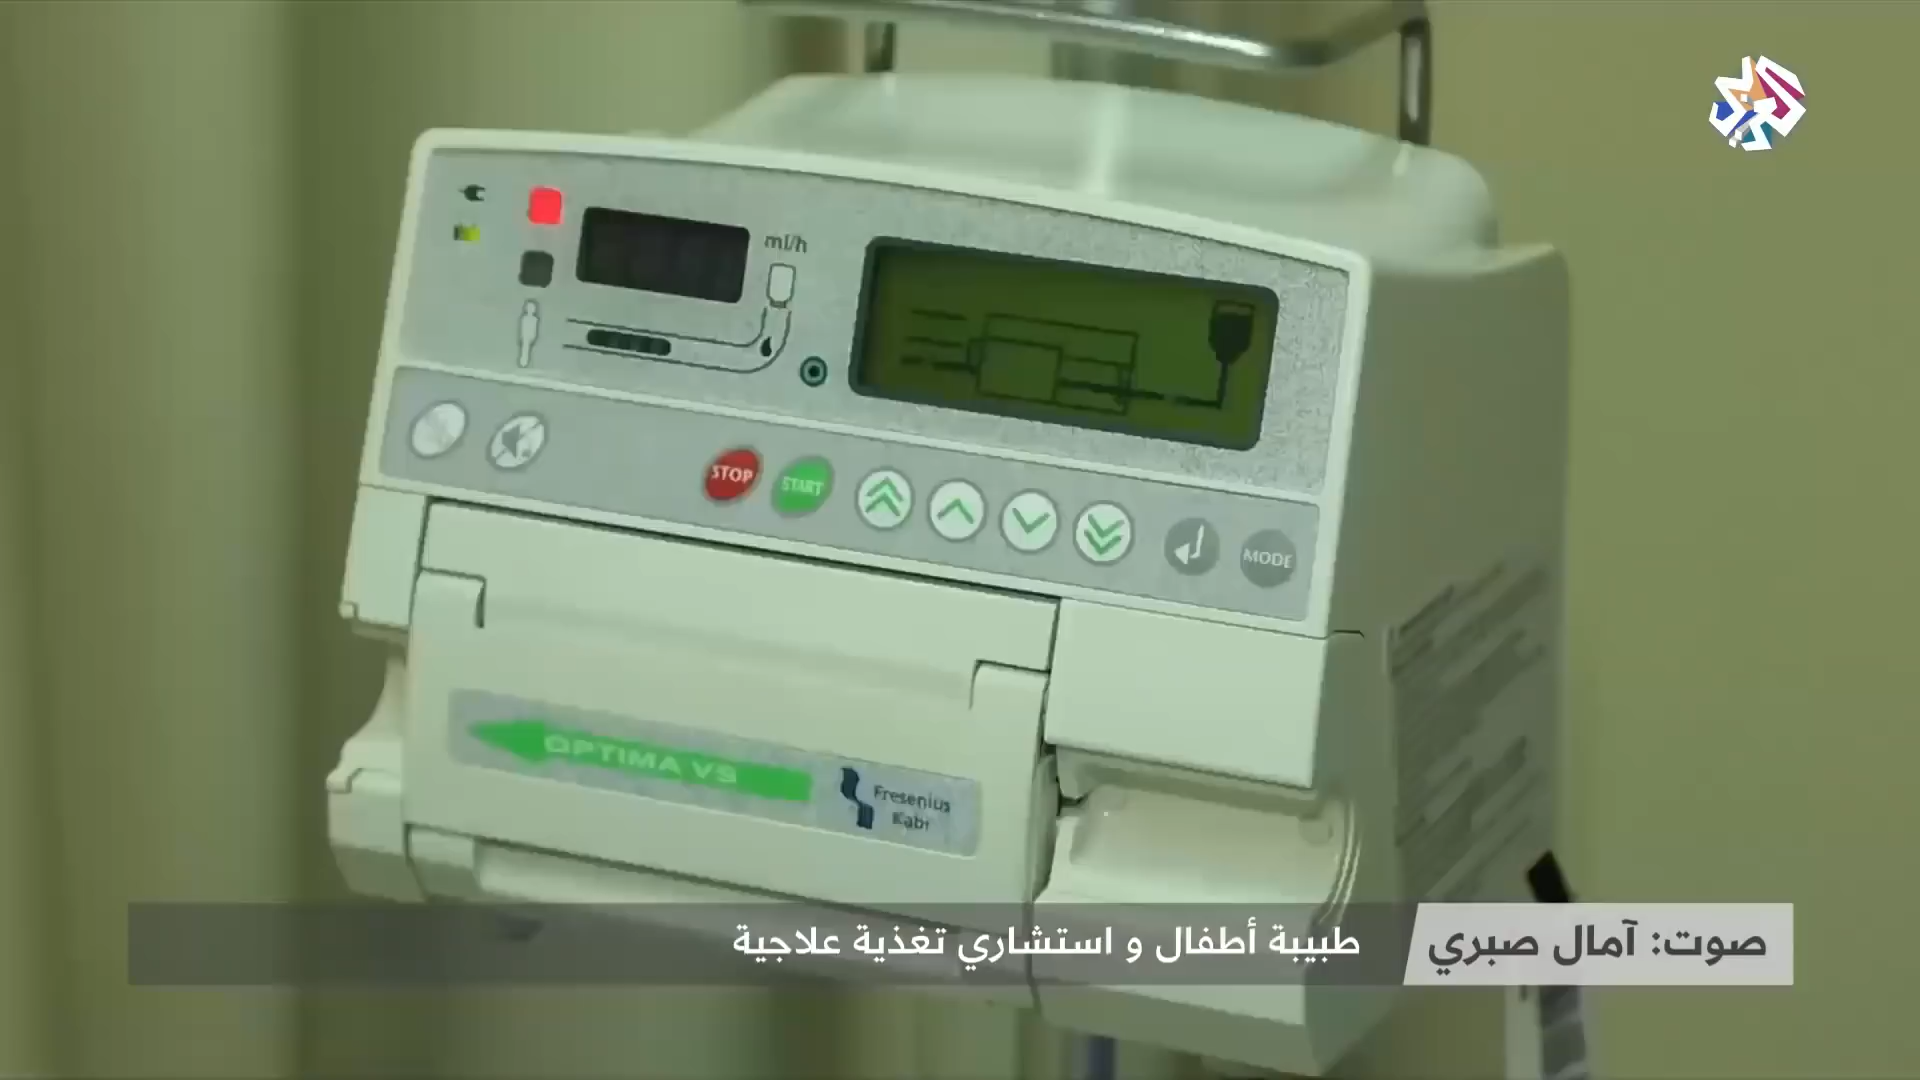 ml/h
STOP
START
MODE
OPTIMA VS
Fresenius
Kabi
صوت: آمال صبري
طبيبة أطفال و استشاري تغذية علاجية